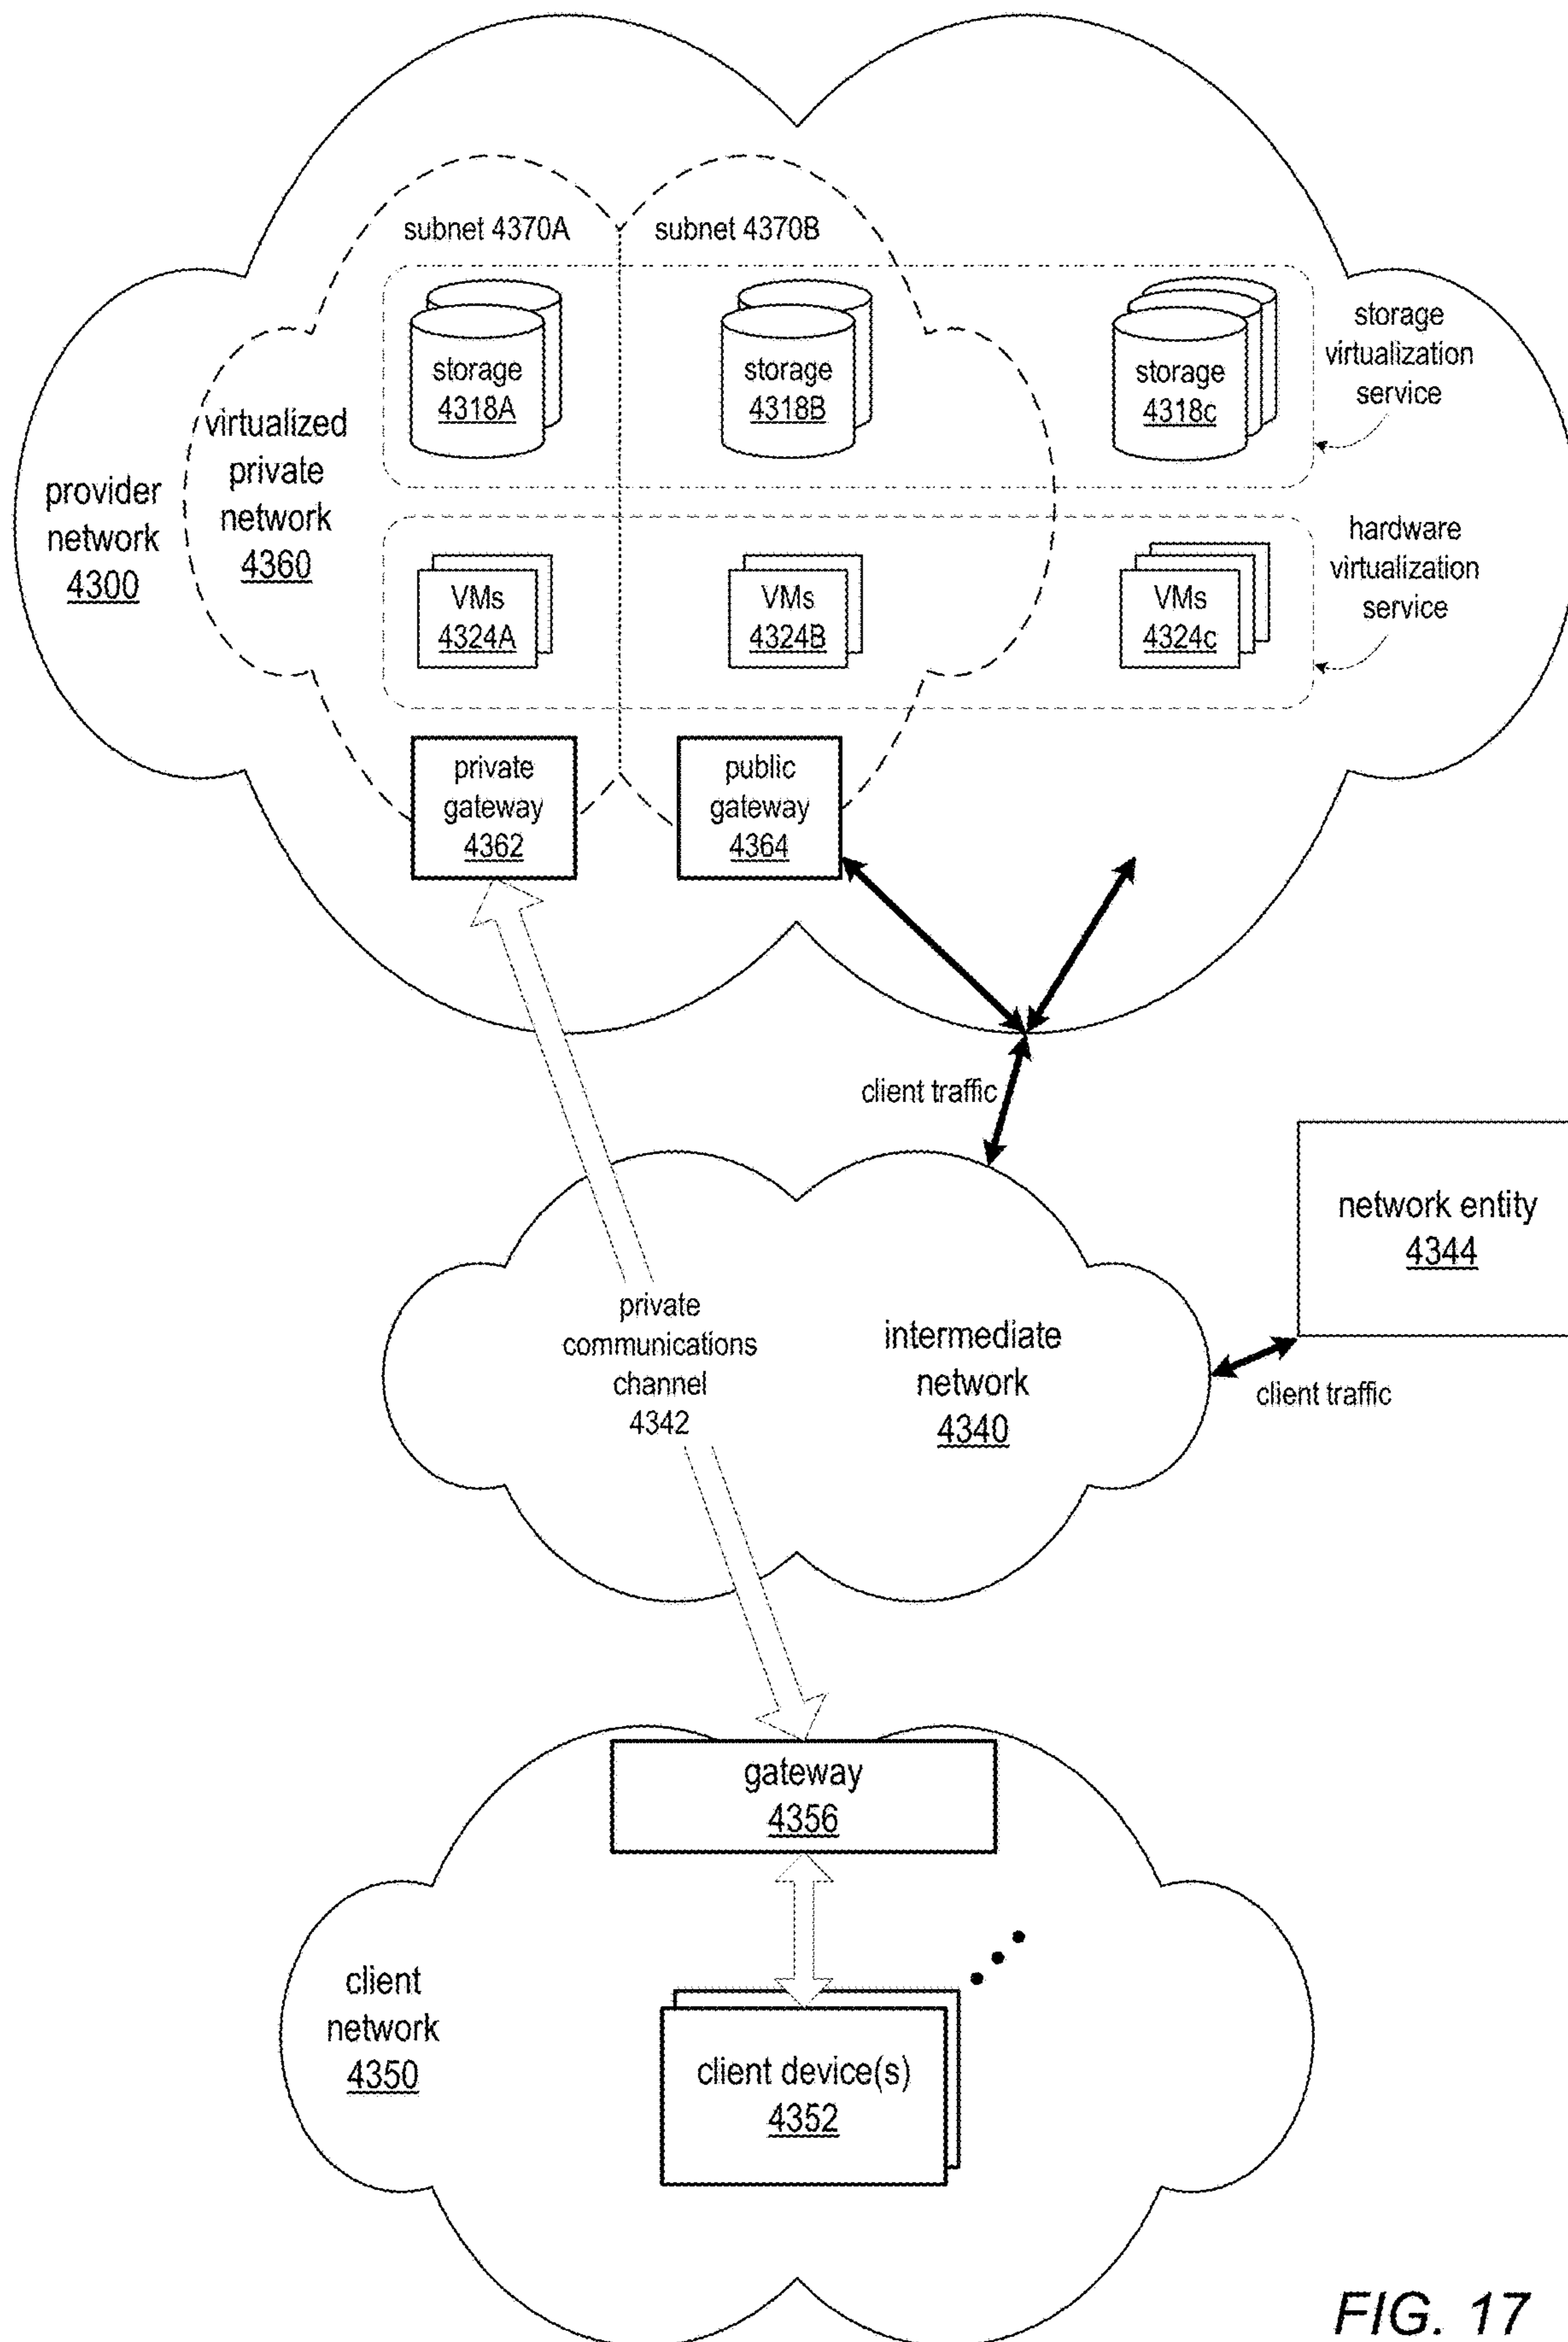 subnet 4370A
subnet 4370B
storage
4318A
storage
4318B
storage
4318c
storage
virtualization
service
provider
network
4300
virtualized
private
network
4360
VMs
4324A
VMs
4324B
VMs
4324c
hardware
virtualization
service
private
gateway
4362
public
gateway
4364
client traffic
network entity
4344
private
communications
channel
4342
intermediate
network
4340
client traffic
gateway
4356
client
network
4350
client device(s)
4352
FIG. 17